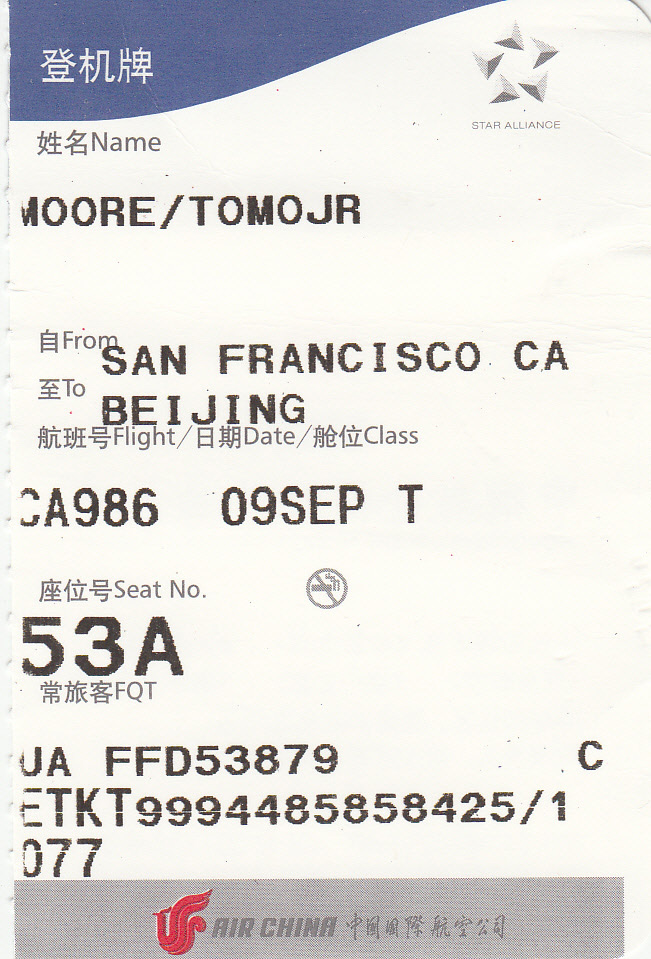 登机牌
STAR ALLIANCE
姓名Name
MOORE/TOMOJR
自From
SAN FRANCISCO CA
至To
BEIJING
航班号Flight/日期Date/舱位Class
CA986 09SEP T
座位号Seat No.
53A
常旅客FQT
UA FFD53879 C
ETKT9994485858425/1
077
AIR CHINA 中国国际航空公司